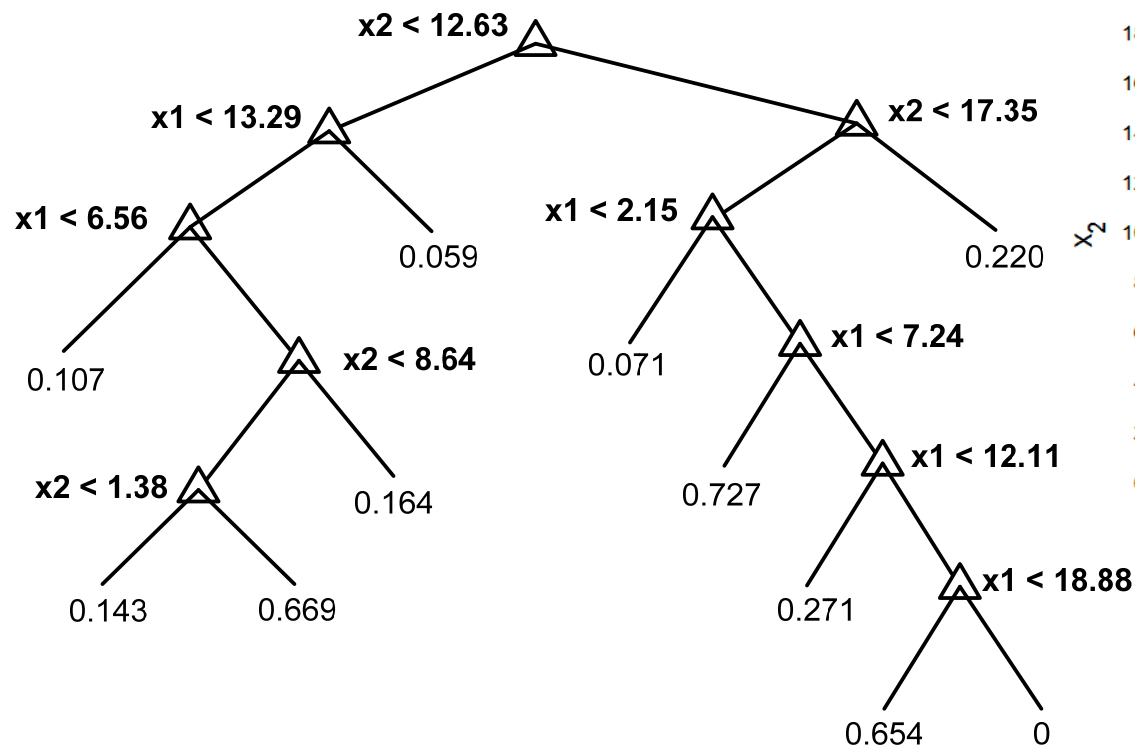 x2 < 12.63
x1 < 13.29
x2 < 17.35
x1 < 6.56
x1 < 2.15
0.059
0.220
x2
x1 < 7.24
0.107
x2 < 8.64
0.071
x2 < 1.38
0.164
0.727
x1 < 12.11
0.143
0.669
0.271
x1 < 18.88
0.654
0